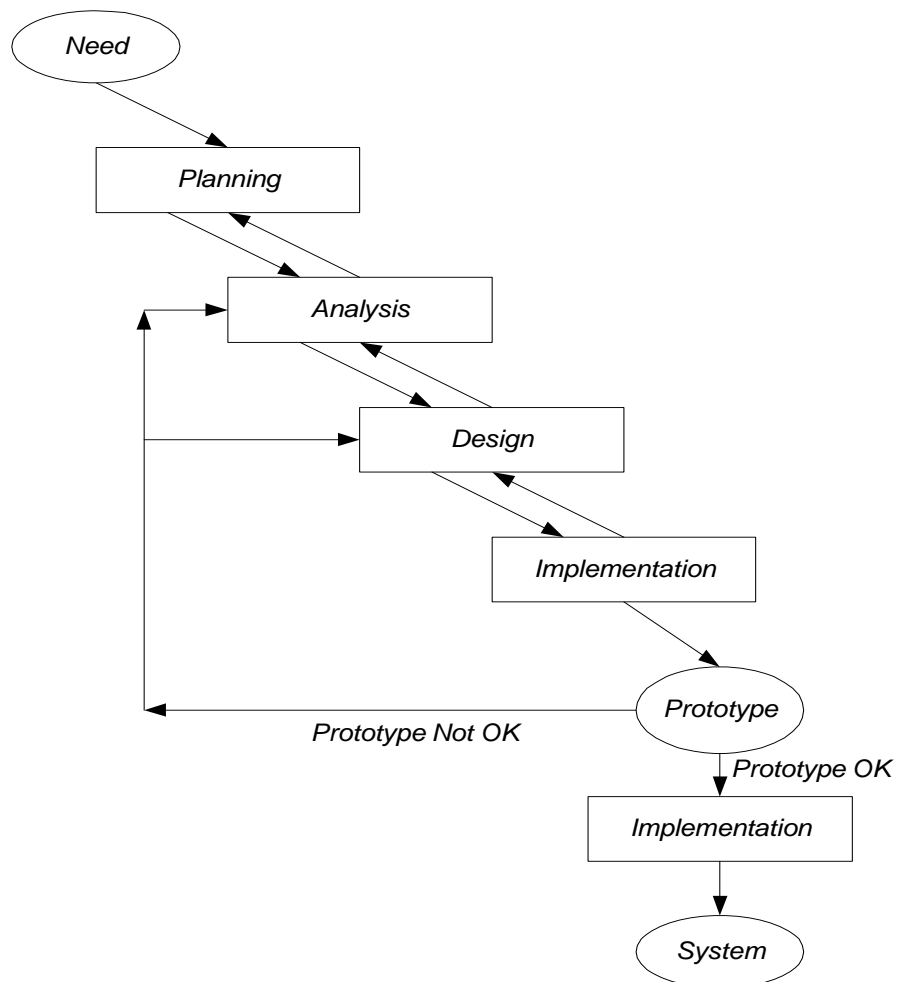 Need
Planning
Analysis
Design
Implementation
Prototype
Prototype Not OK
Prototype OK
Implementation
System